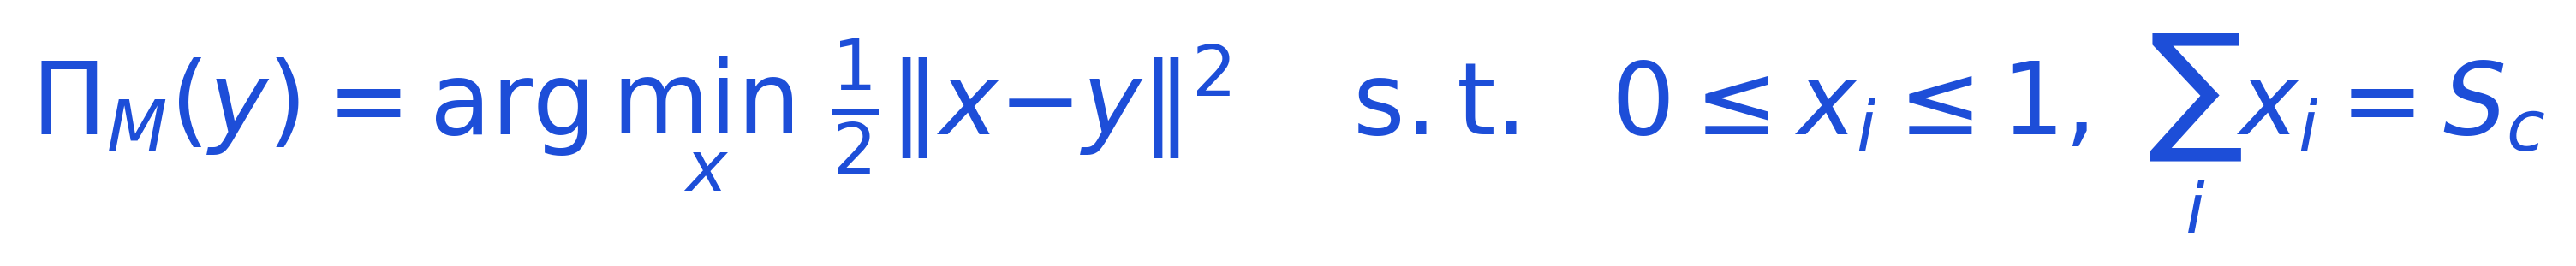 Π_M(y) = arg min_x ½‖x−y‖² s.t. 0 ≤ x_i ≤ 1, ∑_i x_i = S_c